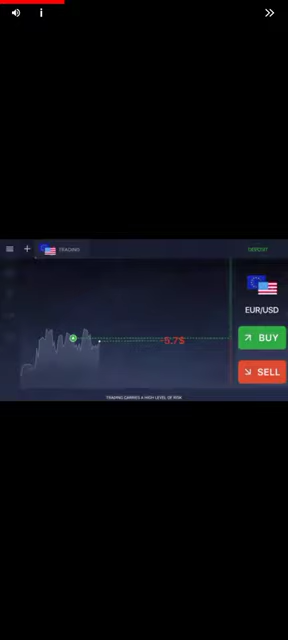 TRADING
DEPOSIT
EUR/USD
BUY
-5.7$
SELL
TRADING CARRIES A HIGH LEVEL OF RISK